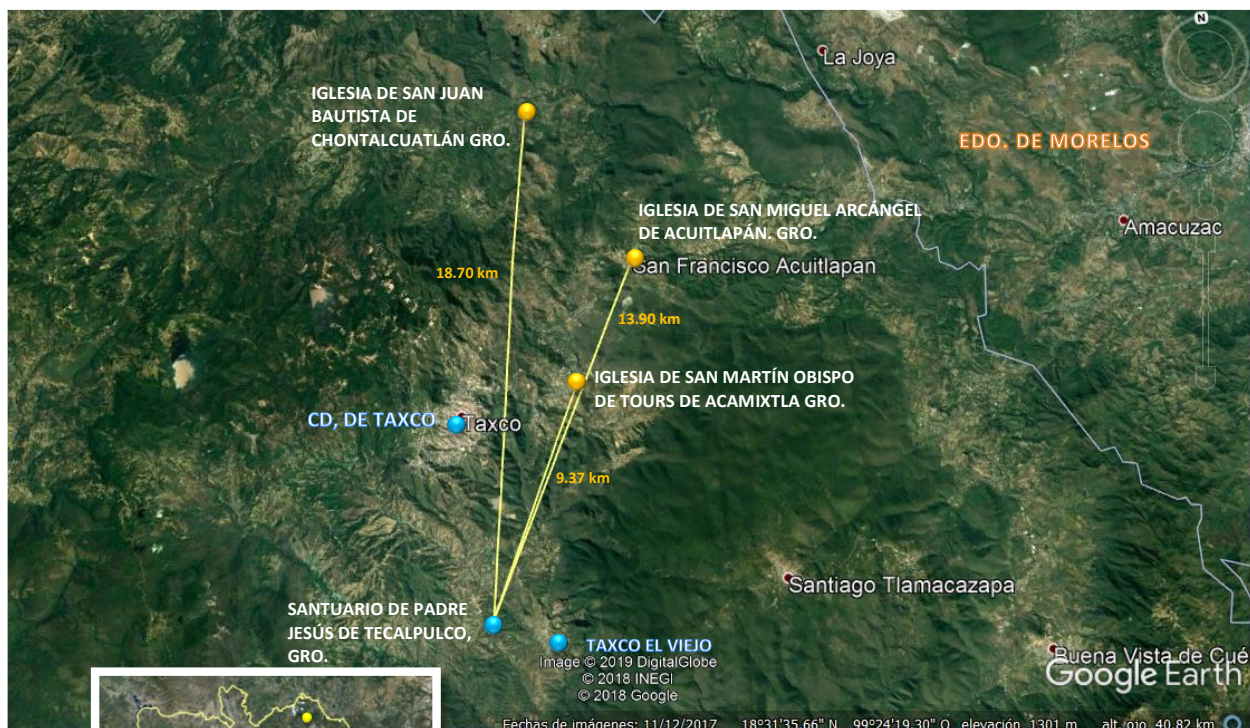 N
La Joya
IGLESIA DE SAN JUAN
BAUTISTA DE
CHONTALCUATLÁN GRO.
EDO. DE MORELOS
IGLESIA DE SAN MIGUEL ARCÁNGEL
DE ACUITLAPÁN. GRO.
Amacuzac
San Francisco Acuitlapan
18.70 km
13.90 km
IGLESIA DE SAN MARTÍN OBISPO
DE TOURS DE ACAMIXTLA GRO.
CD, DE TAXCO
Taxco
9.37 km
Santiago Tlamacazapa
SANTUARIO DE PADRE
JESÚS DE TECALPULCO,
GRO.
TAXCO EL VIEJO
Image © 2019 DigitalGlobe
© 2018 INEGI
© 2018 Google
Buena Vista de Cué
Google Earth
Fechas de imágenes: 11/12/2017 18°31'35.66" N 99°24'19.30" O elevación 1301 m alt. ojo 40.82 km